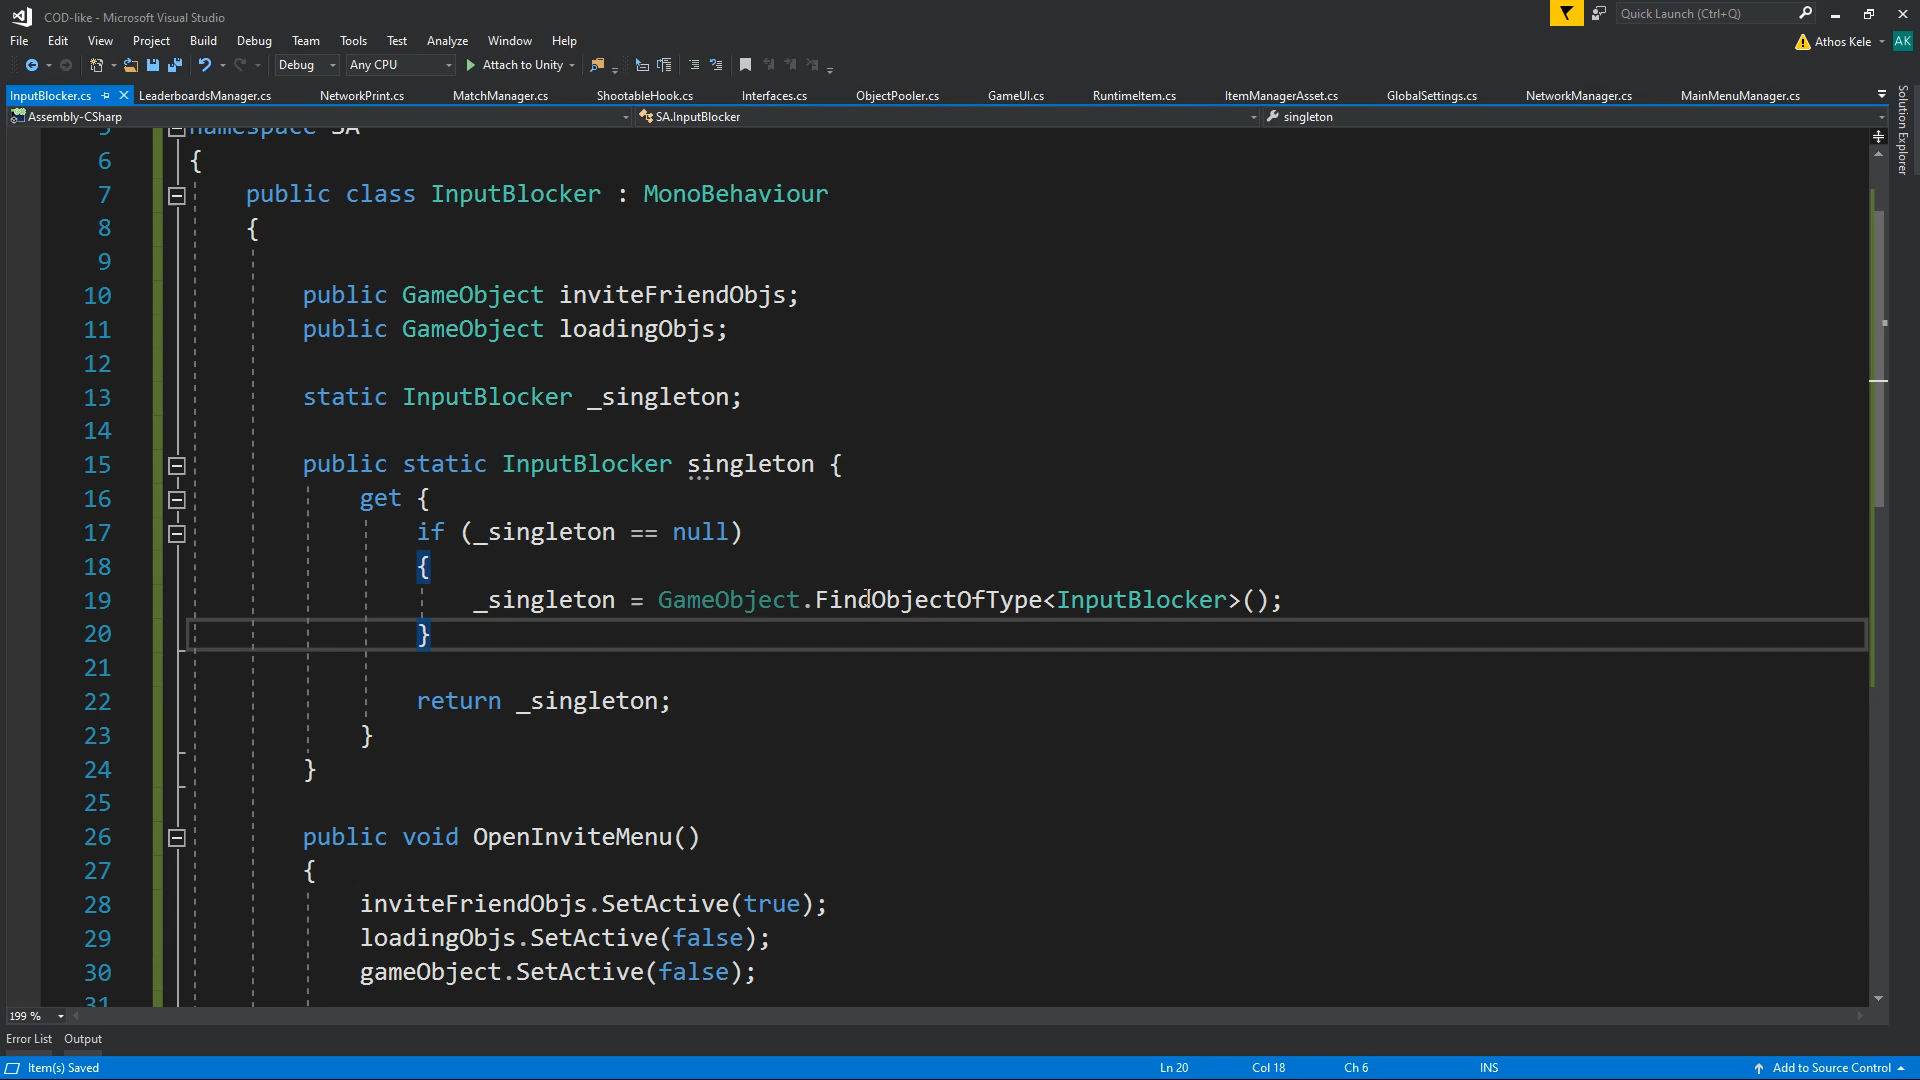 COD-like - Microsoft Visual Studio
Quick Launch (Ctrl+Q)
File Edit View Project Build Debug Team Tools Test Analyze Window Help
Athos Kele AK
Debug Any CPU Attach to Unity
InputBlocker.cs LeaderboardsManager.cs NetworkPrint.cs MatchManager.cs ShootableHook.cs Interfaces.cs ObjectPooler.cs GameUI.cs RuntimeItem.cs ItemManagerAsset.cs GlobalSettings.cs NetworkManager.cs MainMenuManager.cs
Solution Explorer
Assembly-CSharp SA.InputBlocker singleton
5 namespace SA
6 {
7 public class InputBlocker : MonoBehaviour
8 {
9
10 public GameObject inviteFriendObjs;
11 public GameObject loadingObjs;
12
13 static InputBlocker _singleton;
14
15 public static InputBlocker singleton {
16 get {
17 if (_singleton == null)
18 {
19 _singleton = GameObject.FindObjectOfType<InputBlocker>();
20 }
21
22 return _singleton;
23 }
24 }
25
26 public void OpenInviteMenu()
27 {
28 inviteFriendObjs.SetActive(true);
29 loadingObjs.SetActive(false);
30 gameObject.SetActive(false);
31
199 %
Error List Output
Item(s) Saved Ln 20 Col 18 Ch 6 INS Add to Source Control